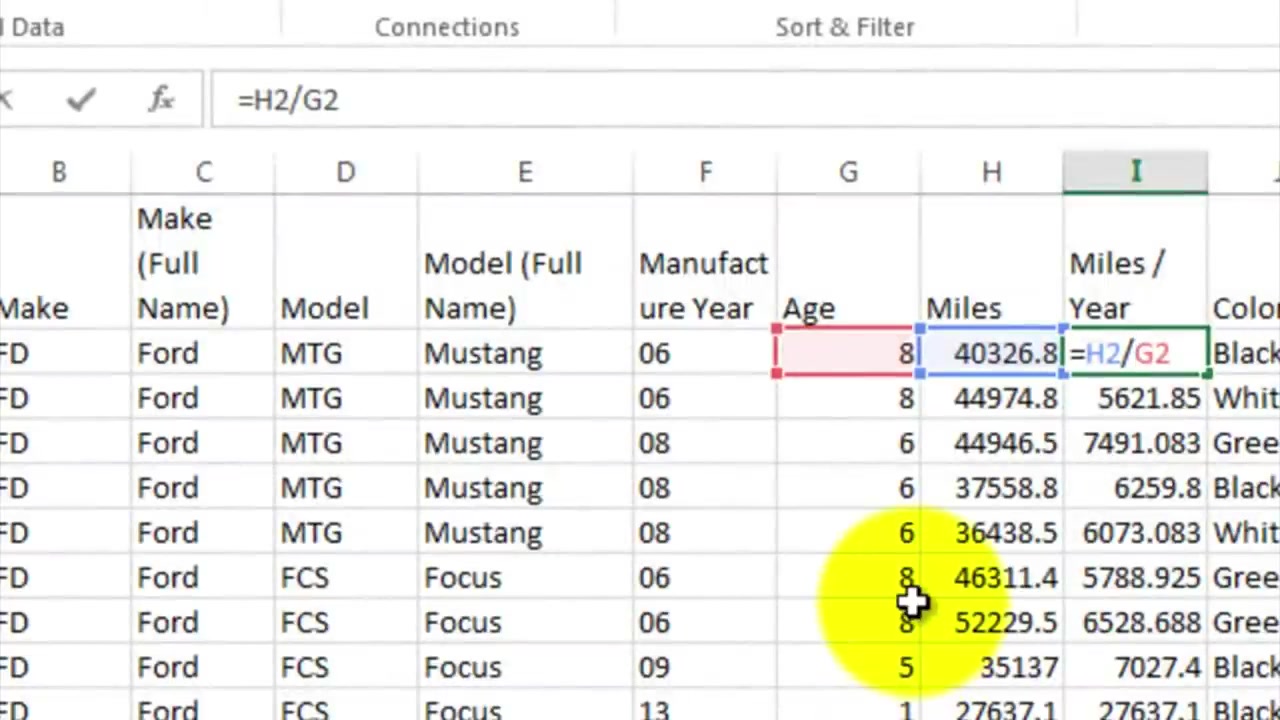 Data
Connections
Sort & Filter
fx
=H2/G2
B C D E F G H I
Make
(Full
Name)
Model (Full
Name)
Manufact
ure Year
Miles /
Year
Make Model Age Miles Color
FD Ford MTG Mustang 06 8 40326.8 =H2/G2 Black
FD Ford MTG Mustang 06 8 44974.8 5621.85 Whit
FD Ford MTG Mustang 08 6 44946.5 7491.083 Gree
FD Ford MTG Mustang 08 6 37558.8 6259.8 Black
FD Ford MTG Mustang 08 6 36438.5 6073.083 Whit
FD Ford FCS Focus 06 8 46311.4 5788.925 Gree
FD Ford FCS Focus 06 8 52229.5 6528.688 Gree
FD Ford FCS Focus 09 5 35137 7027.4 Black
FD Ford FCS Focus 13 1 27637.1 27637.1 Black